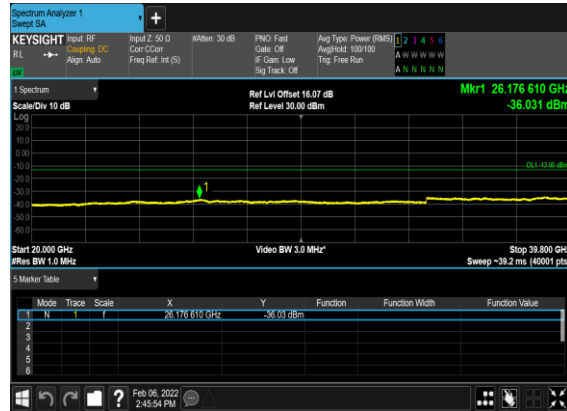 Spectrum Analyzer 1
Swept SA
KEYSIGHT
RL
Input: RF
Coupling: DC
Align: Auto
Input Z: 50 Ω
Corr CCorr
Freq Ref: Int (S)
#Atten: 30 dB
PNO: Fast
Gate: Off
IF Gain: Low
Sig Track: Off
Avg Type: Power (RMS)
Avg|Hold: 100/100
Trig: Free Run
1 2 3 4 5 6
A W W W W W
A N N N N N
1 Spectrum
Scale/Div 10 dB
Ref Lvl Offset 16.07 dB
Ref Level 30.00 dBm
Mkr1 26.176 610 GHz
-36.031 dBm
Log
20.0
10.0
0.00
-10.0
-20.0
-30.0
-40.0
-50.0
-60.0
1
DL1 -13.00 dBm
Start 20.000 GHz
#Res BW 1.0 MHz
Video BW 3.0 MHz*
Stop 39.800 GHz
Sweep ~39.2 ms (40001 pts
5 Marker Table
Mode Trace Scale X Y Function Function Width Function Value
1 N 1 f 26.176 610 GHz -36.03 dBm
2
3
4
5
6
?
Feb 06, 2022
2:45:54 PM